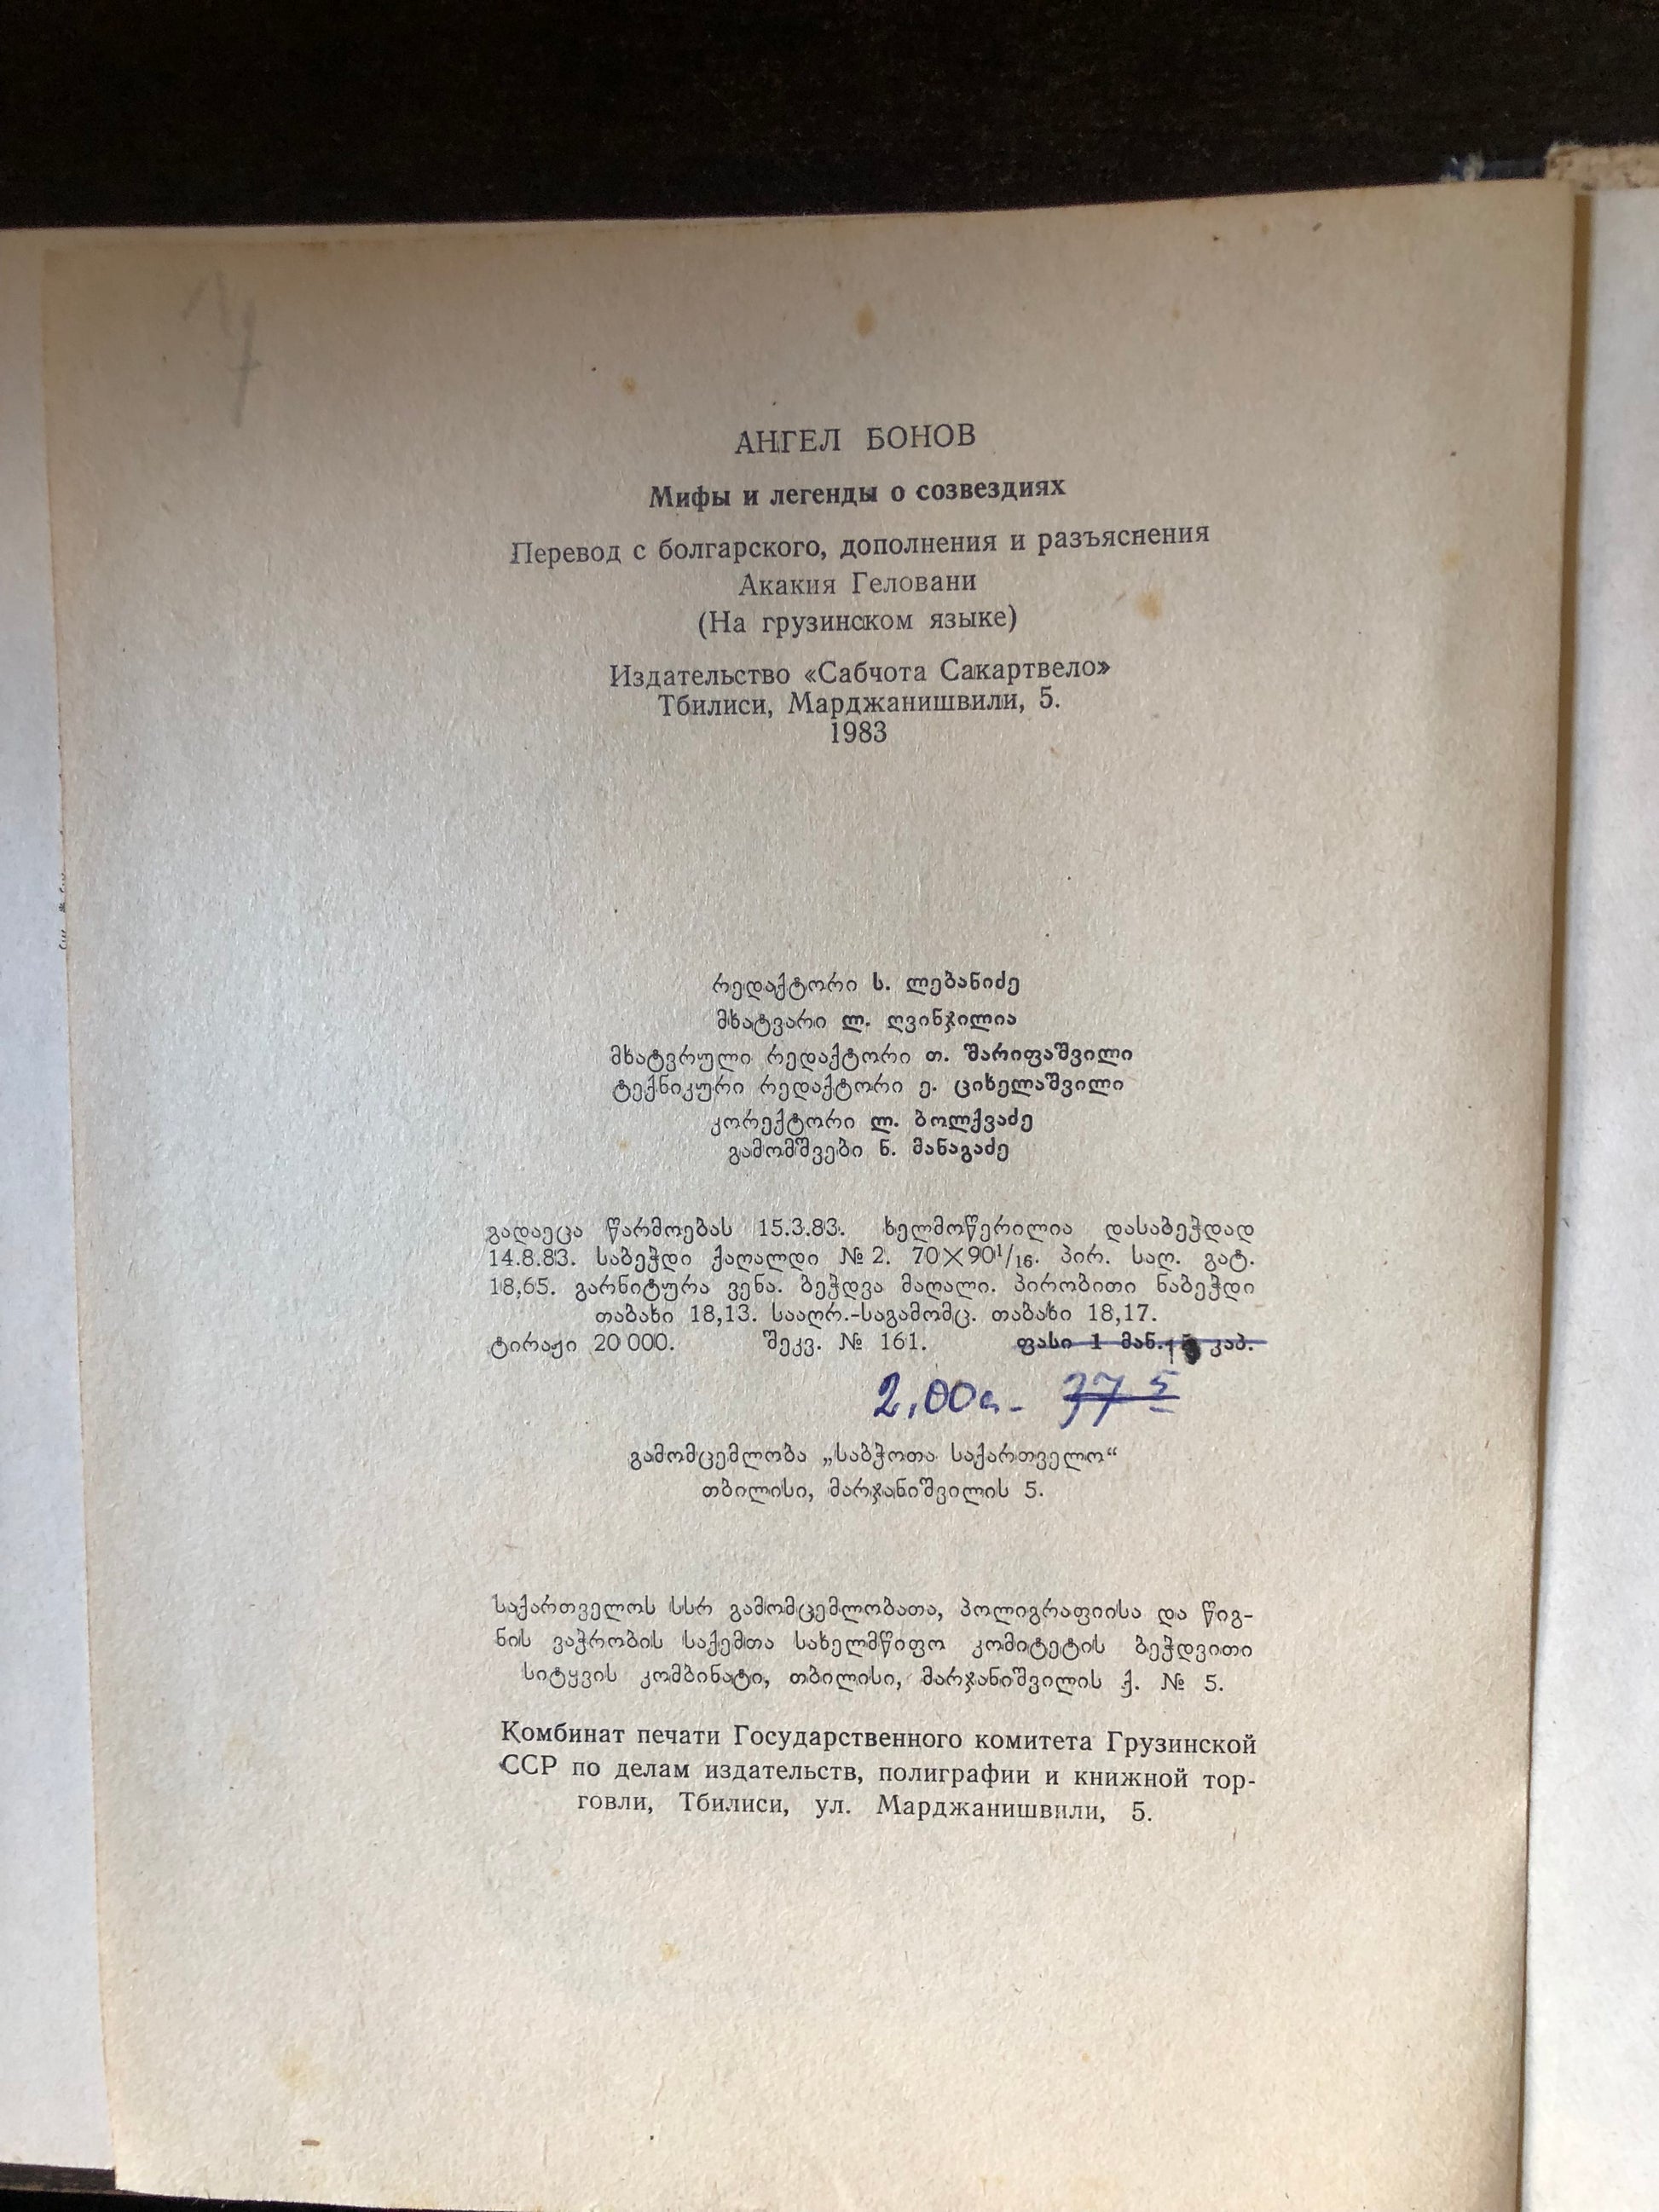 АНГЕЛ БОНОВ
Мифы и легенды о созвездиях
Перевод с болгарского, дополнения и разъяснения
Акакия Геловани
(На грузинском языке)
Издательство «Сабчота Сакартвело»
Тбилиси, Марджанишвили, 5.
1983
რედაქტორი ს. ლებანიძე
მხატვარი ლ. ღვინჯილია
მხატვრული რედაქტორი თ. შარიფაშვილი
ტექნიკური რედაქტორი ე. ციხელაშვილი
კორექტორი ლ. ბოლქვაძე
გამომშვები ნ. მანაგაძე
გადაეცა წარმოებას 15.3.83. ხელმოწერილია დასაბეჭდად
14.8.83. საბეჭდი ქაღალდი № 2. 70×90¹/₁₆. პირ. საღ. გატ.
18,65. გარნიტურა ვენა. ბეჭდვა მაღალი. პირობითი ნაბეჭდი
თაბახი 18,13. სააღრ.-საგამომც. თაბახი 18,17.
ტირაჟი 20 000. შეკვ. № 161. ფასი 1 მან. კაპ.
2,00
გამომცემლობა „საბჭოთა საქართველო“
თბილისი, მარჯანიშვილის 5.
საქართველოს სსრ გამომცემლობათა, პოლიგრაფიისა და წიგ-
ნის ვაჭრობის საქემთა სახელმწიფო კომიტეტის ბეჭდვითი
სიტყვის კომბინატი, თბილისი, მარჯანიშვილის ქ. № 5.
Комбинат печати Государственного комитета Грузинской
ССР по делам издательств, полиграфии и книжной тор-
говли, Тбилиси, ул. Марджанишвили, 5.